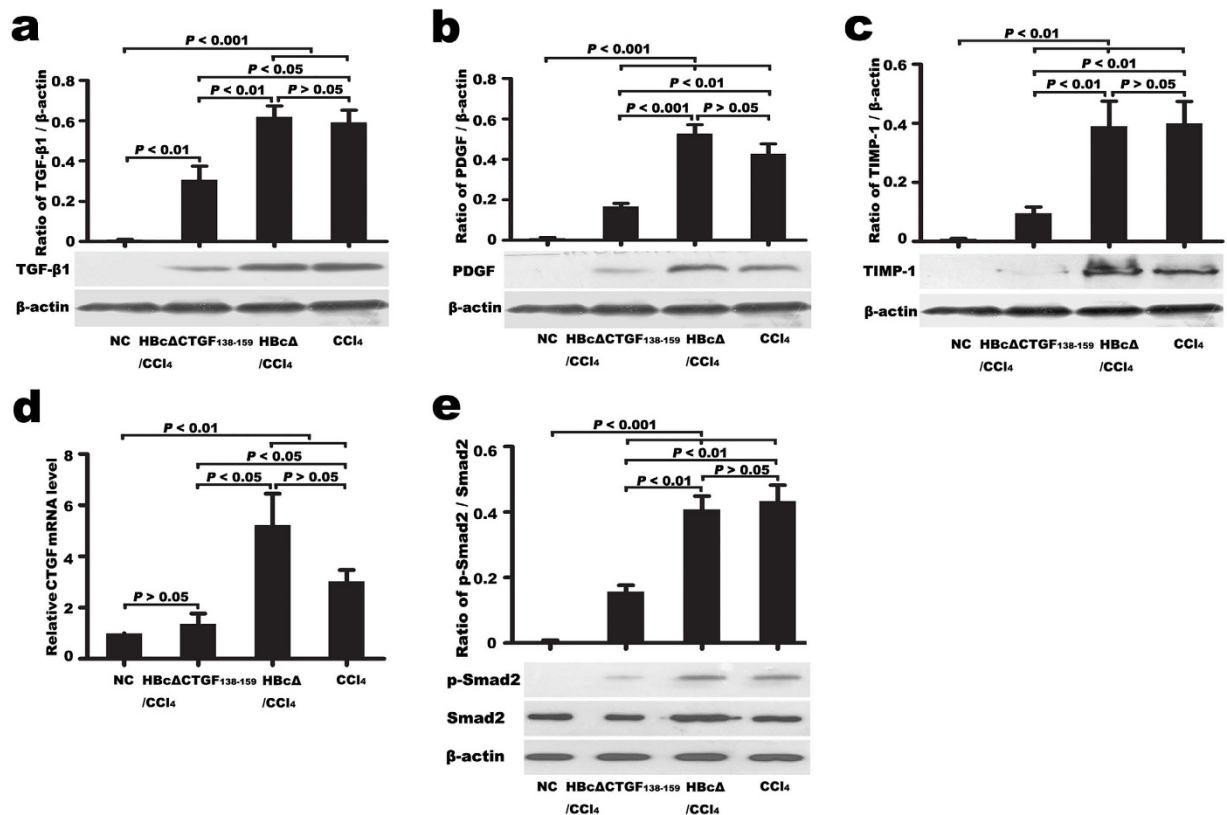 a
P < 0.001
P < 0.05
P < 0.01
P > 0.05
P < 0.01
Ratio of TGF-β1 / β-actin
0.8
0.6
0.4
0.2
0
TGF-β1
β-actin
NC HBcΔCTGF138-159 HBcΔ CCl4
/CCl4 /CCl4
b
P < 0.001
P < 0.01
P < 0.001
P > 0.05
Ratio of PDGF / β-actin
0.8
0.6
0.4
0.2
0
PDGF
β-actin
NC HBcΔCTGF138-159 HBcΔ CCl4
/CCl4 /CCl4
c
P < 0.01
P < 0.01
P < 0.01
P > 0.05
Ratio of TIMP-1 / β-actin
0.6
0.4
0.2
0.0
TIMP-1
β-actin
NC HBcΔCTGF138-159 HBcΔ CCl4
/CCl4 /CCl4
d
P < 0.01
P < 0.05
P < 0.05
P > 0.05
P > 0.05
Relative CTGF mRNA level
8
6
4
2
0
NC HBcΔCTGF138-159 HBcΔ CCl4
/CCl4 /CCl4
e
P < 0.001
P < 0.01
P < 0.01
P > 0.05
Ratio of p-Smad2 / Smad2
0.6
0.4
0.2
0
p-Smad2
Smad2
β-actin
NC HBcΔCTGF138-159 HBcΔ CCl4
/CCl4 /CCl4